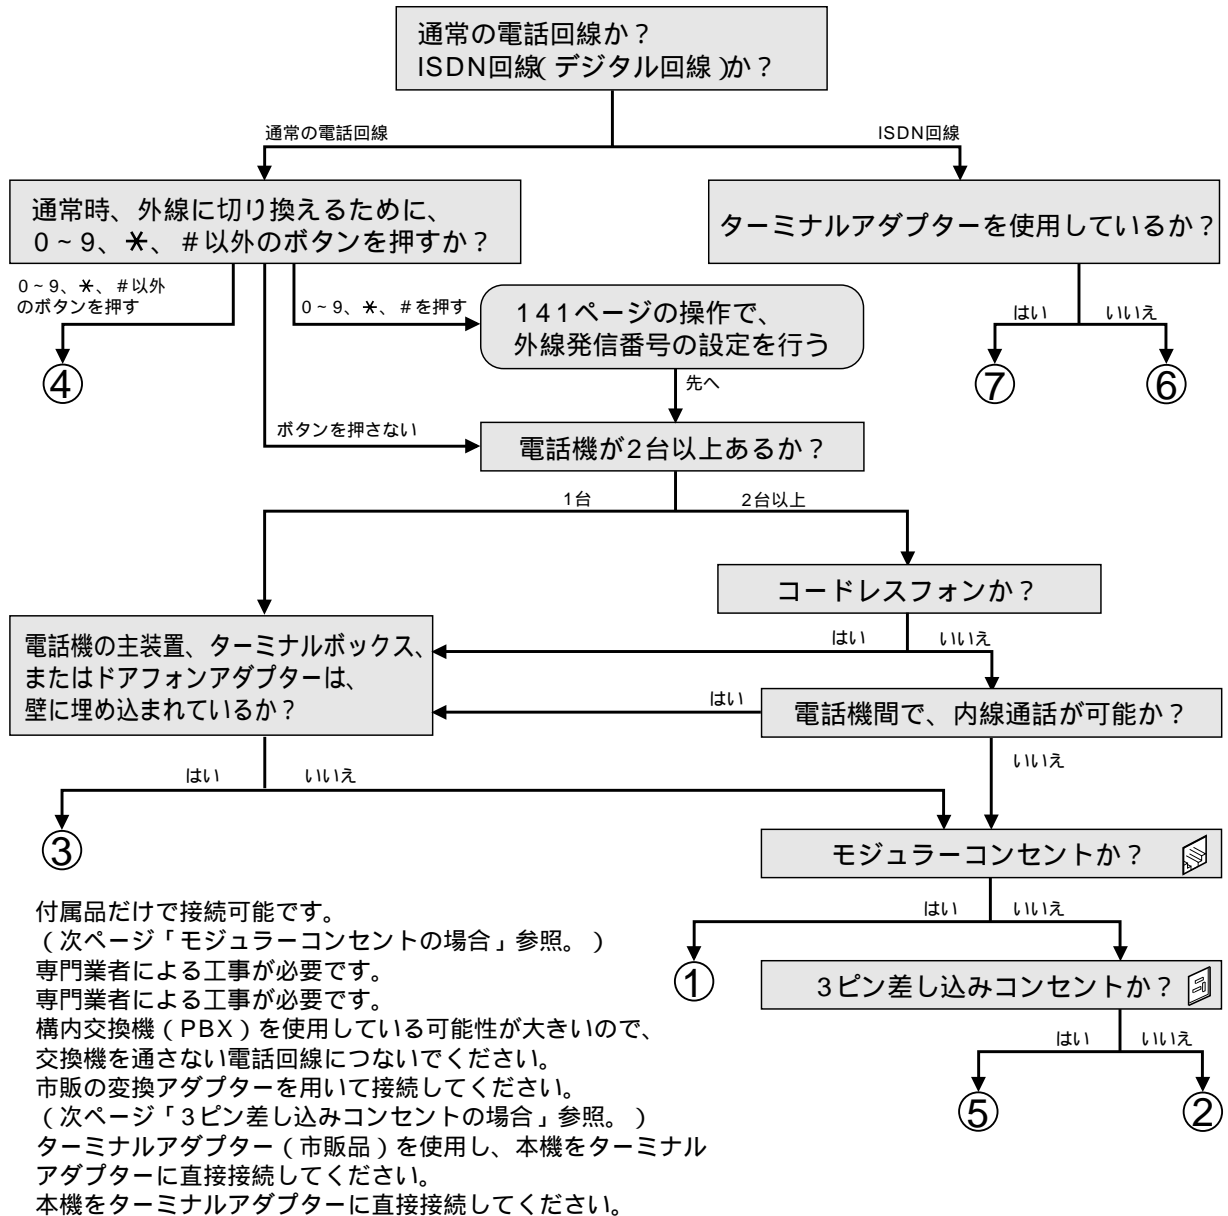 通常の電話回線か？
ISDN回線(デジタル回線)か？
通常の電話回線
ISDN回線
通常時、外線に切り換えるために、
0～9、＊、＃以外のボタンを押すか？
ターミナルアダプターを使用しているか？
0～9、＊、＃以外
のボタンを押す
0～9、＊、＃を押す
141ページの操作で、
外線発信番号の設定を行う
はい
いいえ
④
⑦
⑥
先へ
ボタンを押さない
電話機が2台以上あるか？
1台
2台以上
コードレスフォンか？
電話機の主装置、ターミナルボックス、
またはドアフォンアダプターは、
壁に埋め込まれているか？
はい
いいえ
はい
電話機間で、内線通話が可能か？
いいえ
はい
いいえ
③
モジュラーコンセントか？
はい
いいえ
①
3ピン差し込みコンセントか？
はい
いいえ
⑤
②
付属品だけで接続可能です。
（次ページ「モジュラーコンセントの場合」参照。）
専門業者による工事が必要です。
専門業者による工事が必要です。
構内交換機（PBX）を使用している可能性が大きいので、
交換機を通さない電話回線につないでください。
市販の変換アダプターを用いて接続してください。
（次ページ「3ピン差し込みコンセントの場合」参照。）
ターミナルアダプター（市販品）を使用し、本機をターミナル
アダプターに直接接続してください。
本機をターミナルアダプターに直接接続してください。